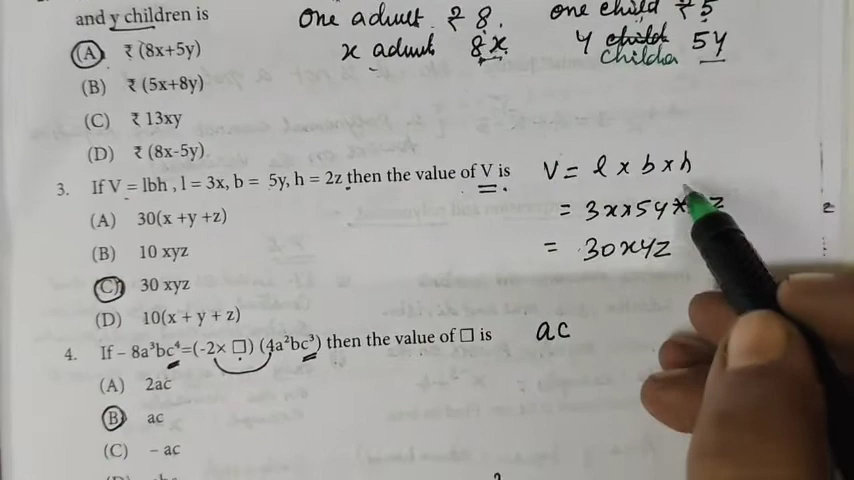 and y children is
One adult ₹ 8.
one child ₹ 5
(A) ₹ (8x+5y)
x adult 8x
y child 5y
childre
(B) ₹ (5x+8y)
(C) ₹ 13xy
(D) ₹ (8x-5y)
3. If V = lbh , l = 3x, b = 5y, h = 2z then the value of V is
V = l × b × h
(A) 30(x +y +z)
= 3x×5y×
z
(B) 10 xyz
= 30xyz
(C) 30 xyz
(D) 10(x + y + z)
4. If – 8a³bc⁴=(-2× □) (4a²bc³) then the value of □ is
ac
(A) 2ac
(B) ac
(C) – ac